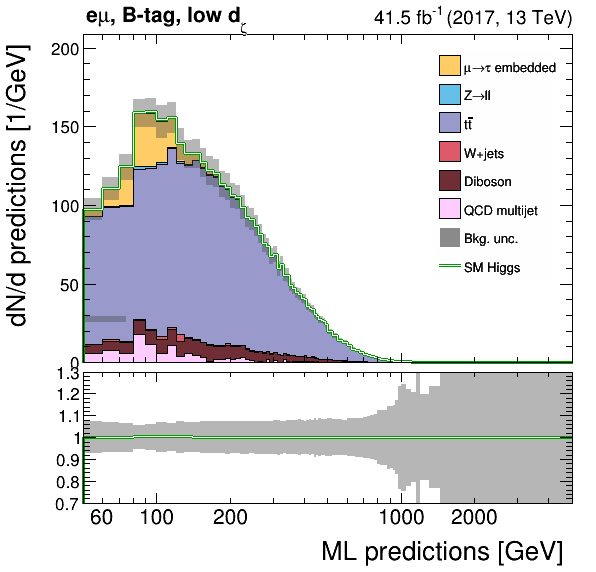 eμ, B-tag, low dζ
41.5 fb⁻¹ (2017, 13 TeV)
dN/d predictions [1/GeV]
200
150
100
50
0
μ→τ embedded
Z→ll
tt̅
W+jets
Diboson
QCD multijet
Bkg. unc.
SM Higgs
1.3
1.2
1.1
1
0.9
0.8
0.7
60 100 200 1000 2000
ML predictions [GeV]